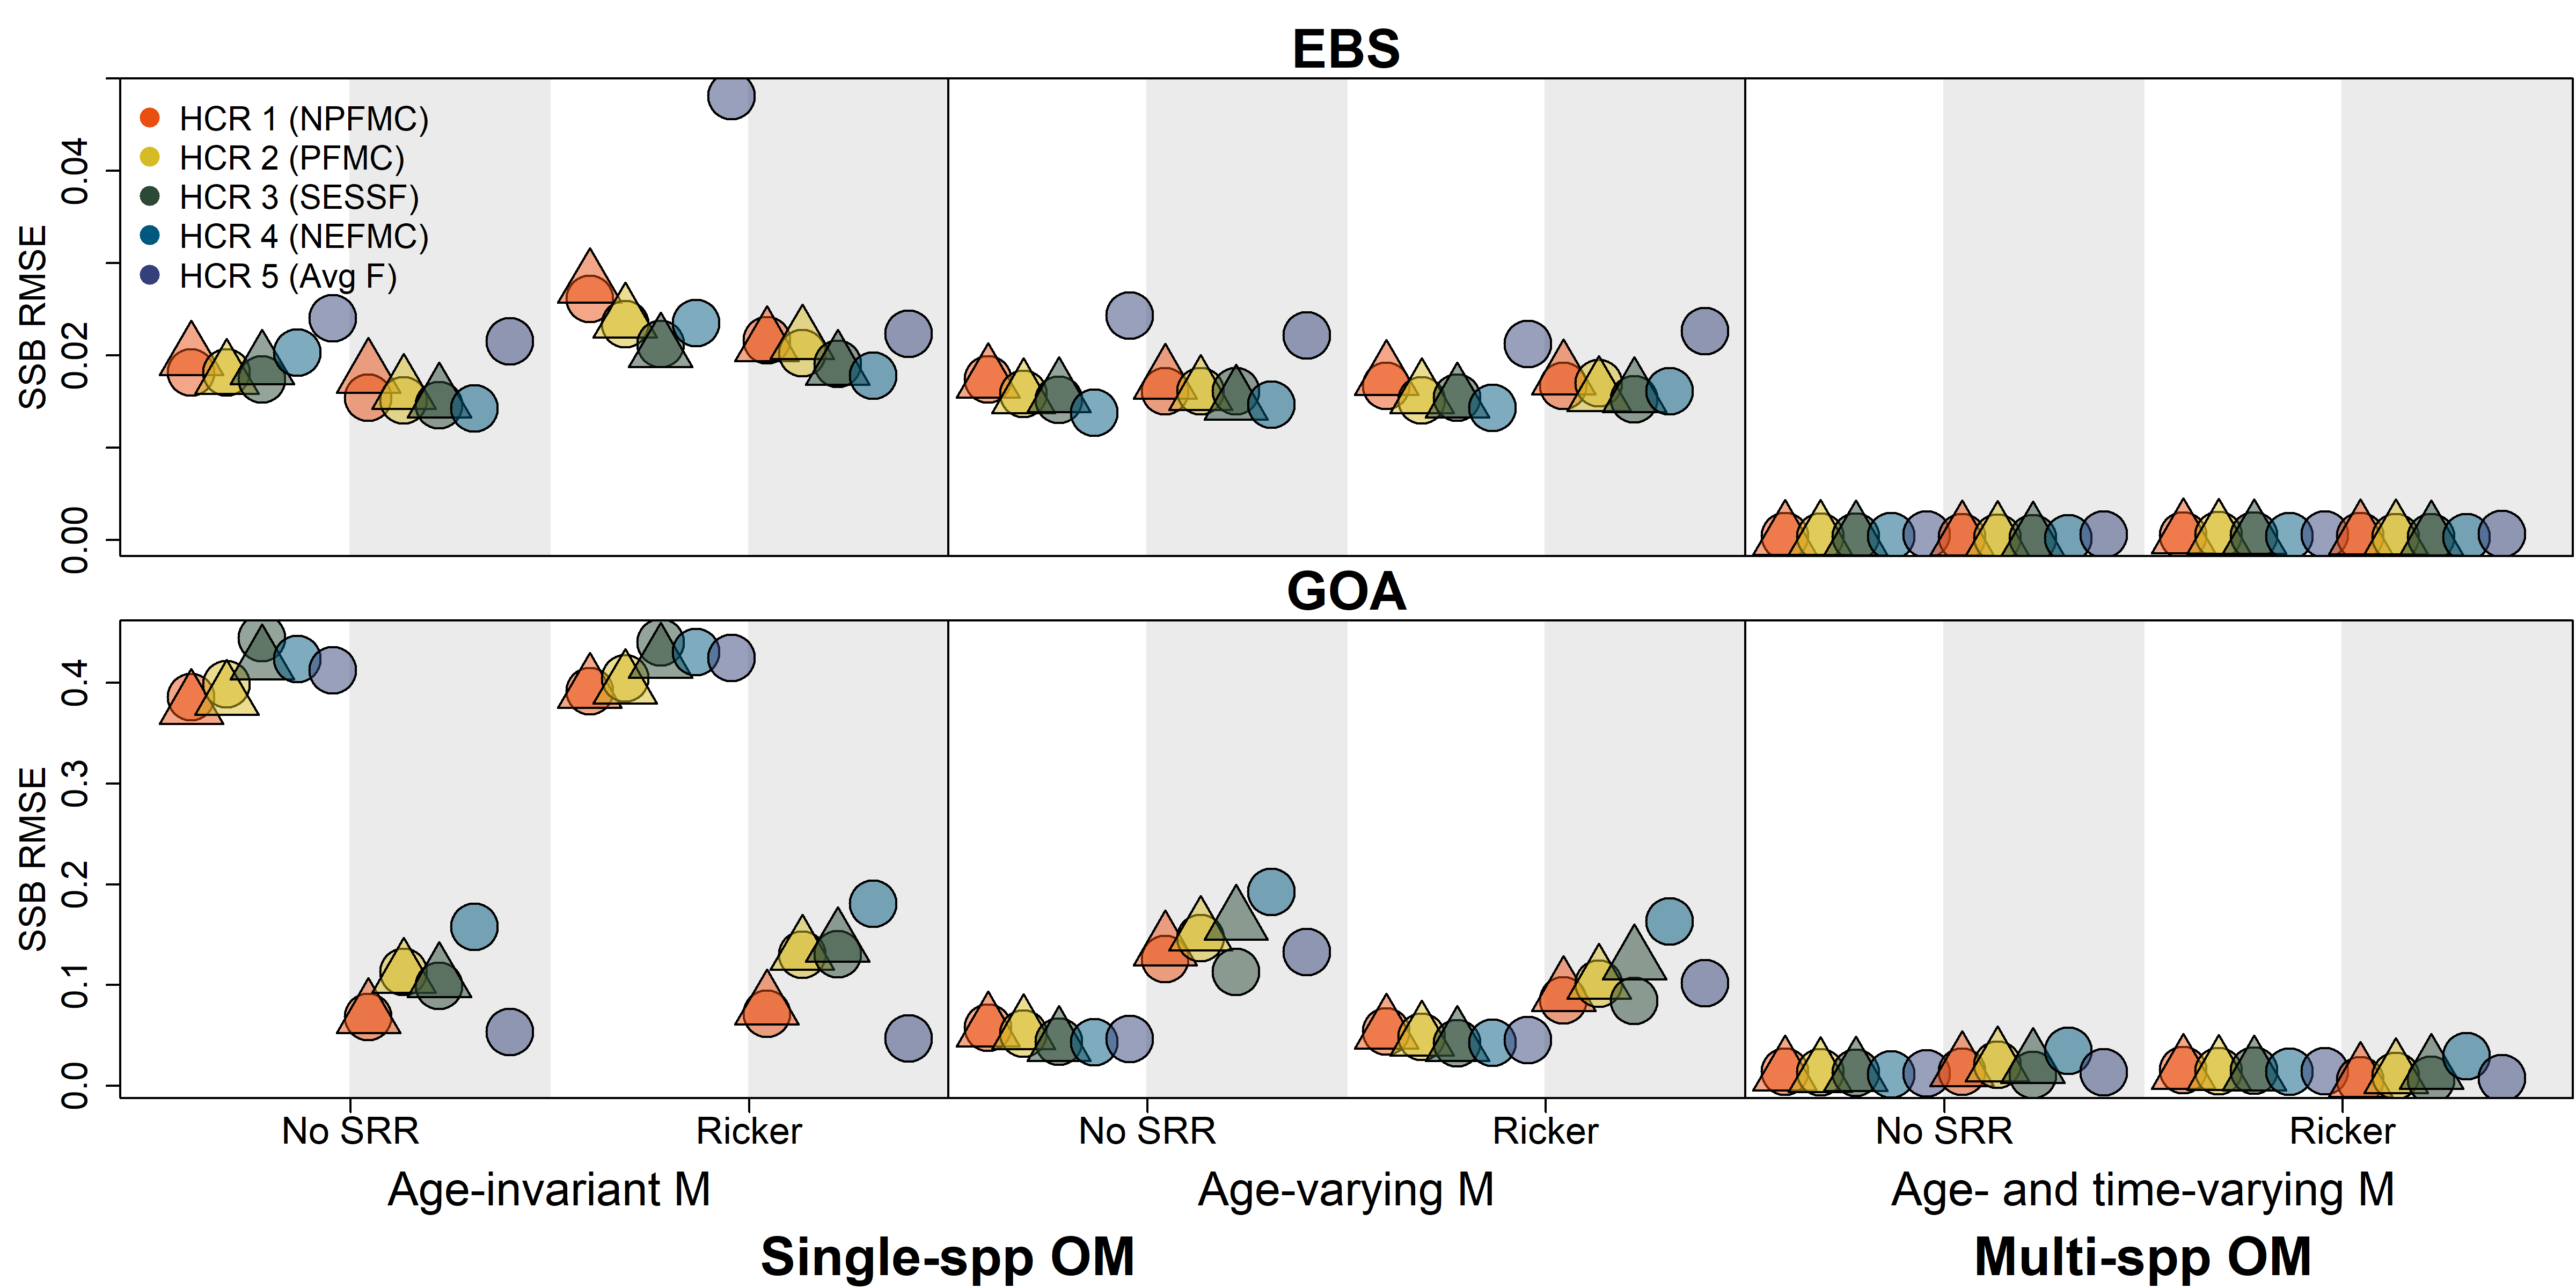 EBS
HCR 1 (NPFMC)
HCR 2 (PFMC)
HCR 3 (SESSF)
HCR 4 (NEFMC)
HCR 5 (Avg F)
SSB RMSE
0.04
0.02
0.00
GOA
SSB RMSE
0.4
0.3
0.2
0.1
0.0
No SRR Ricker No SRR Ricker No SRR Ricker
Age-invariant M Age-varying M Age- and time-varying M
Single-spp OM Multi-spp OM